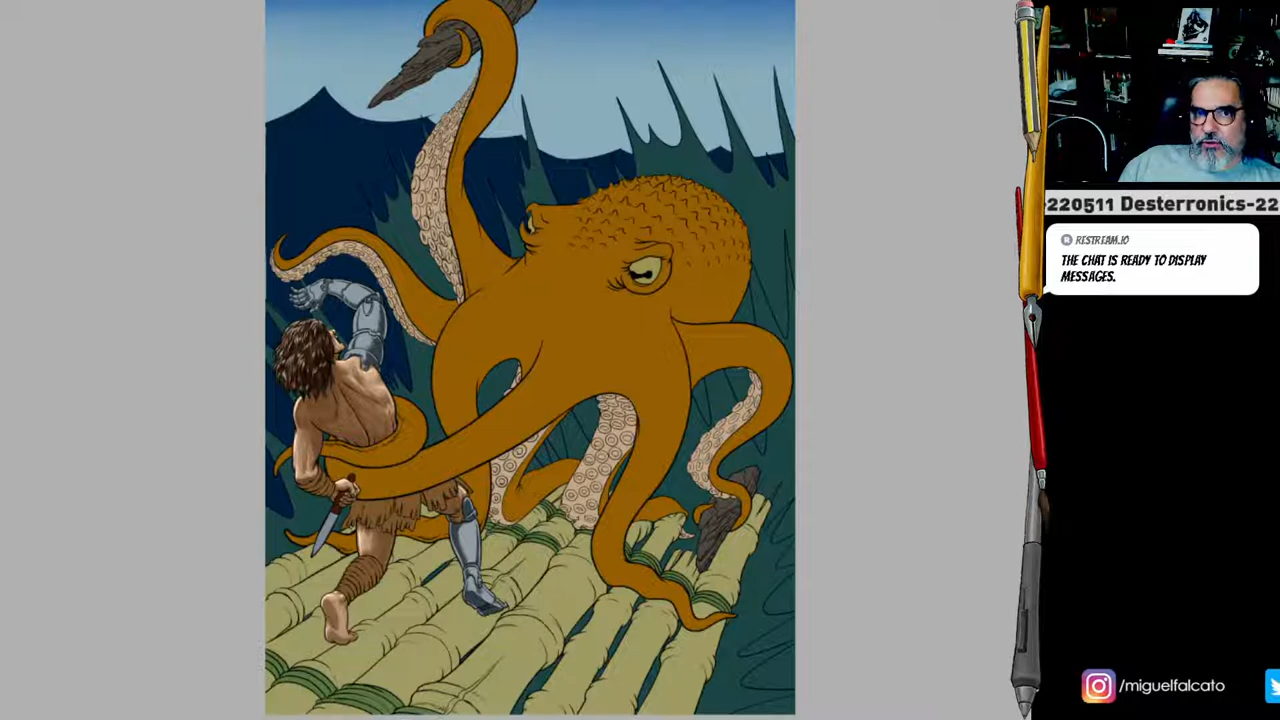 -220511 Desterronics-22
RESTREAM.IO
THE CHAT IS READY TO DISPLAY
MESSAGES.
/miguelfalcato